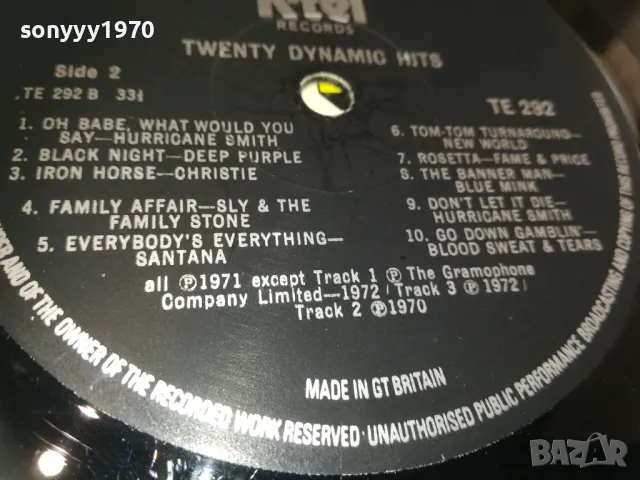 sonyyy1970
K-tel
RECORDS
TWENTY DYNAMIC HITS
Side 2
TE 292 B 33⅓
TE 292
1. OH BABE, WHAT WOULD YOU
SAY—HURRICANE SMITH
2. BLACK NIGHT—DEEP PURPLE
3. IRON HORSE—CHRISTIE
4. FAMILY AFFAIR—SLY & THE
FAMILY STONE
5. EVERYBODY'S EVERYTHING—
SANTANA
6. TOM-TOM TURNAROUND—
NEW WORLD
7. ROSETTA—FAME & PRICE
8. THE BANNER MAN—
BLUE MINK
9. DON'T LET IT DIE—
HURRICANE SMITH
10. GO DOWN GAMBLIN'—
BLOOD SWEAT & TEARS
all ℗1971 except Track 1 ℗ The Gramophone
Company Limited—1972/Track 3 ℗1972/
Track 2 ℗1970
MADE IN GT BRITAIN
AND OF THE OWNER OF THE RECORDED WORK RESERVED · UNAUTHORISED PUBLIC PERFORMANCE BROADCASTING AND COPYING OF THIS RECORD
BAZAR